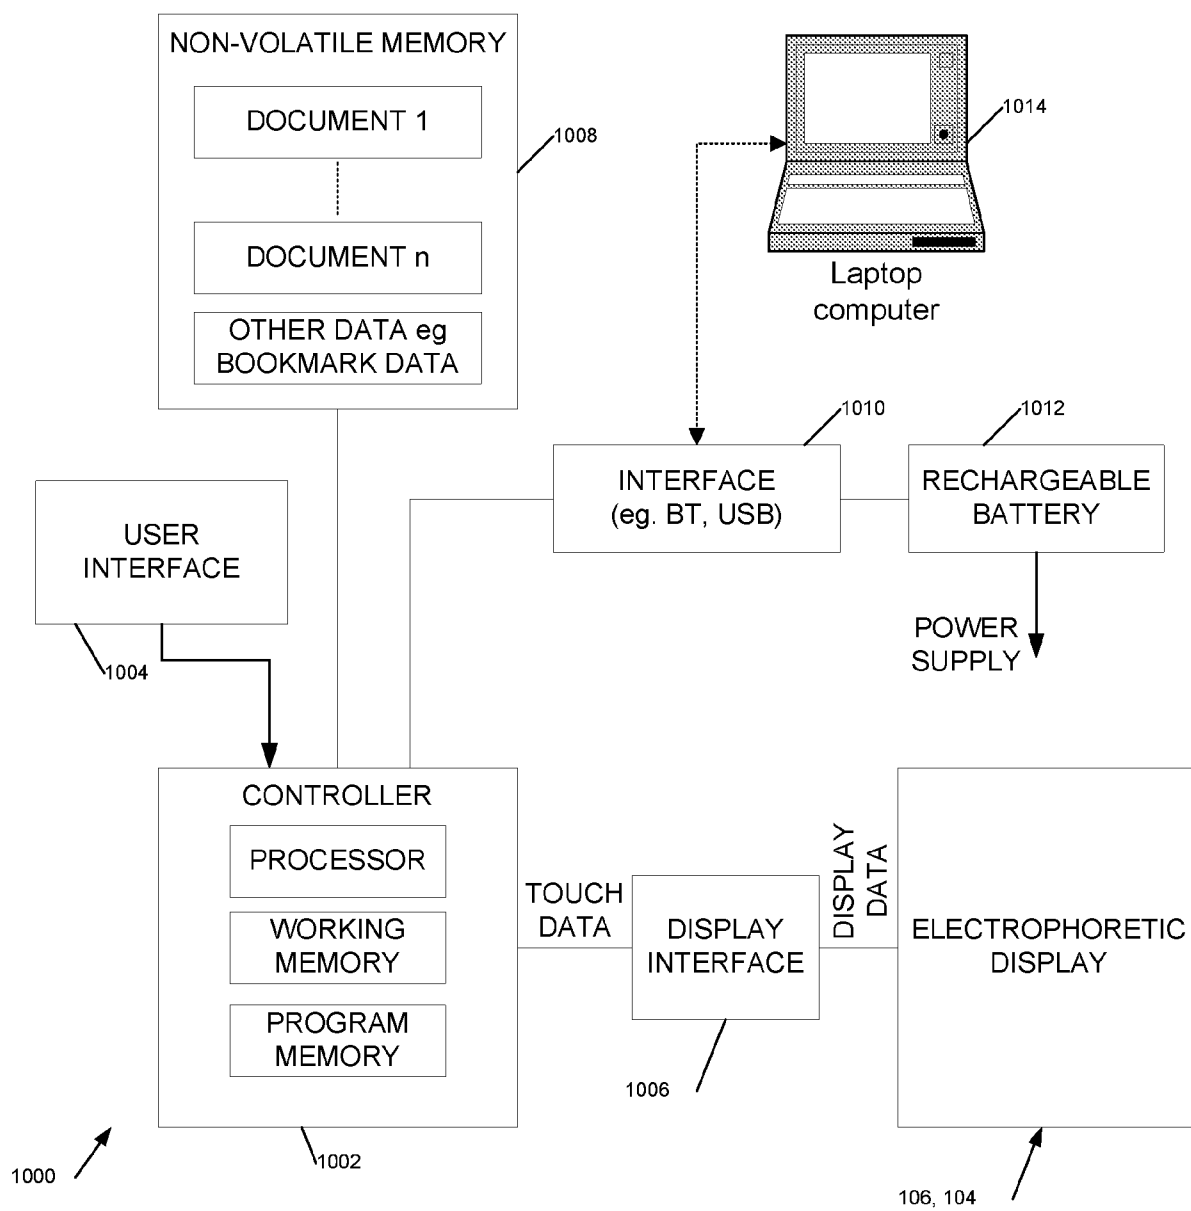 NON-VOLATILE MEMORY
DOCUMENT 1
DOCUMENT n
OTHER DATA eg
BOOKMARK DATA
1008
1014
Laptop
computer
1010
1012
INTERFACE
(eg. BT, USB)
RECHARGEABLE
BATTERY
USER
INTERFACE
1004
POWER
SUPPLY
CONTROLLER
PROCESSOR
WORKING
MEMORY
PROGRAM
MEMORY
TOUCH
DATA
DISPLAY
INTERFACE
DISPLAY
DATA
ELECTROPHORETIC
DISPLAY
1006
1002
1000
106, 104